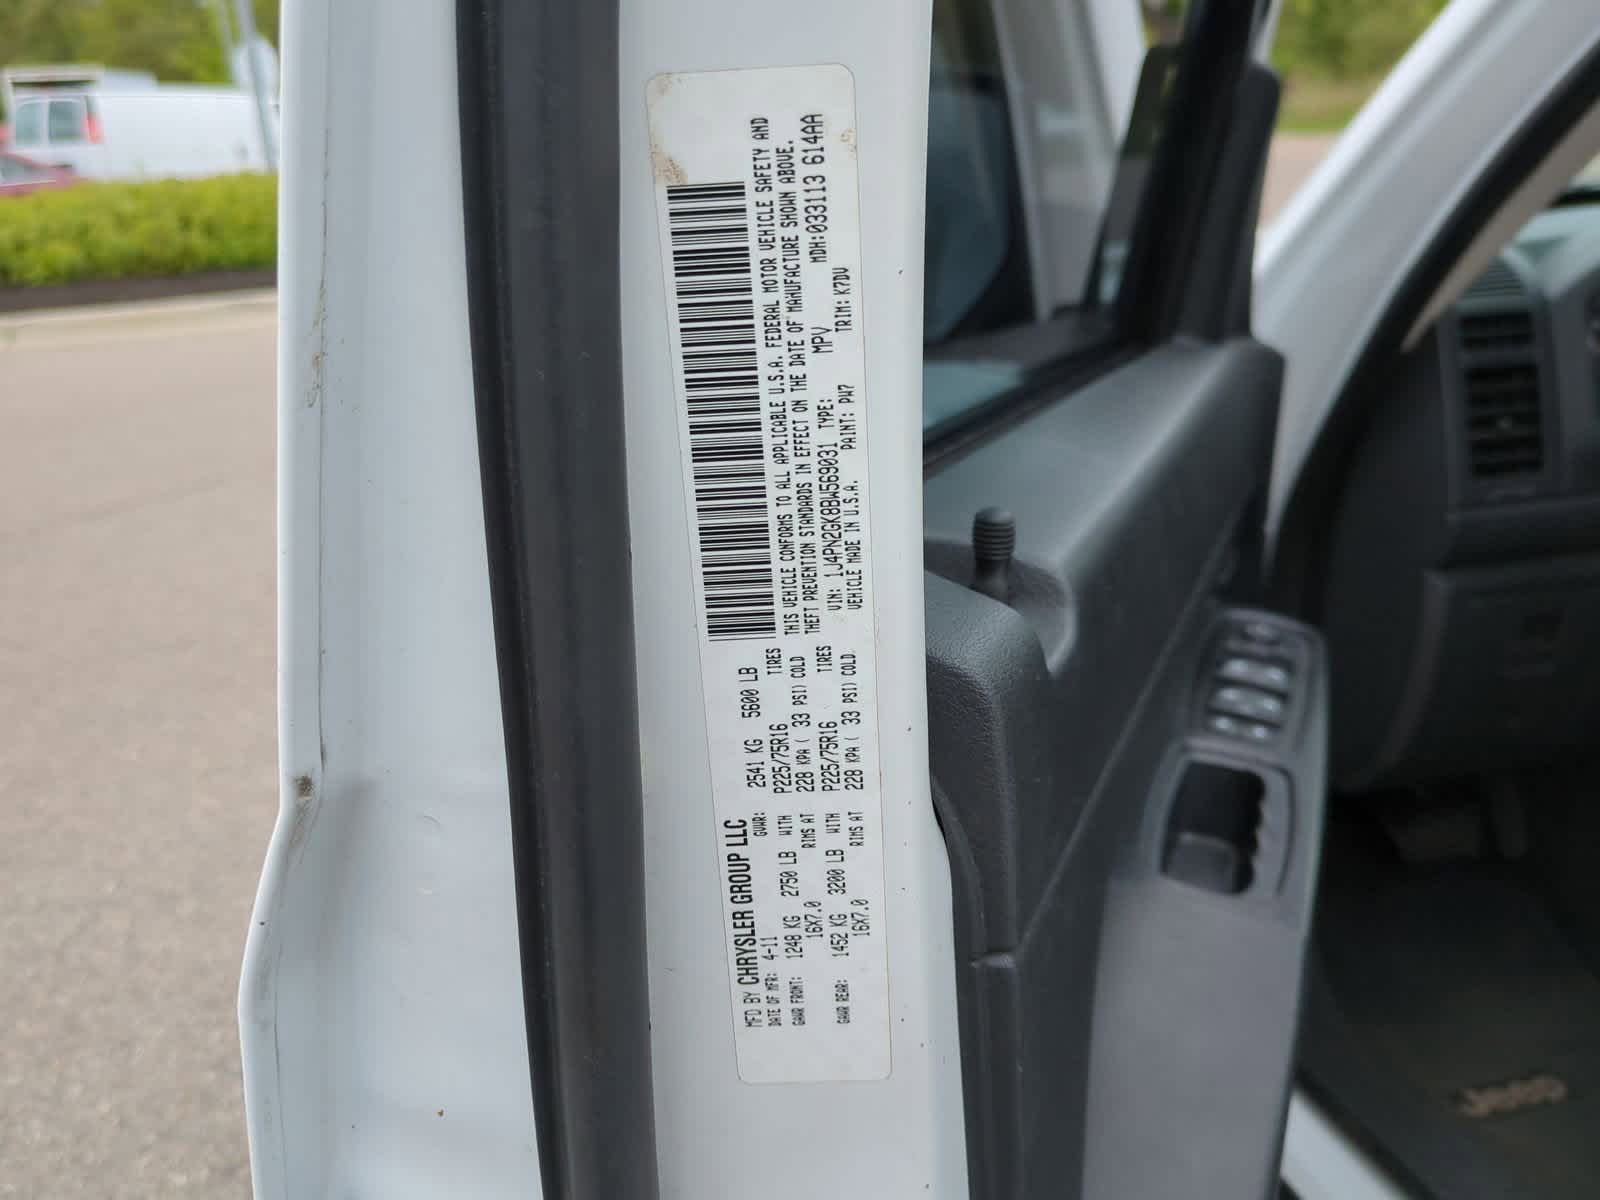 MFD BY CHRYSLER GROUP LLC
DATE OF MFR: 4-11 GVWR: 2541 KG 5600 LB
GAWR FRONT: 1248 KG 2750 LB WITH P225/75R16 TIRES
16X7.0 RIMS AT 228 KPA ( 33 PSI) COLD
GAWR REAR: 1452 KG 3200 LB WITH P225/75R16 TIRES
16X7.0 RIMS AT 228 KPA ( 33 PSI) COLD
THIS VEHICLE CONFORMS TO ALL APPLICABLE U.S.A. FEDERAL MOTOR VEHICLE SAFETY AND
THEFT PREVENTION STANDARDS IN EFFECT ON THE DATE OF MANUFACTURE SHOWN ABOVE.
VIN: 1J4PN2GK8BW569031 TYPE: MPV MDH:033113 614AA
VEHICLE MADE IN U.S.A. PAINT: PW7 TRIM: K7DV
Jeep